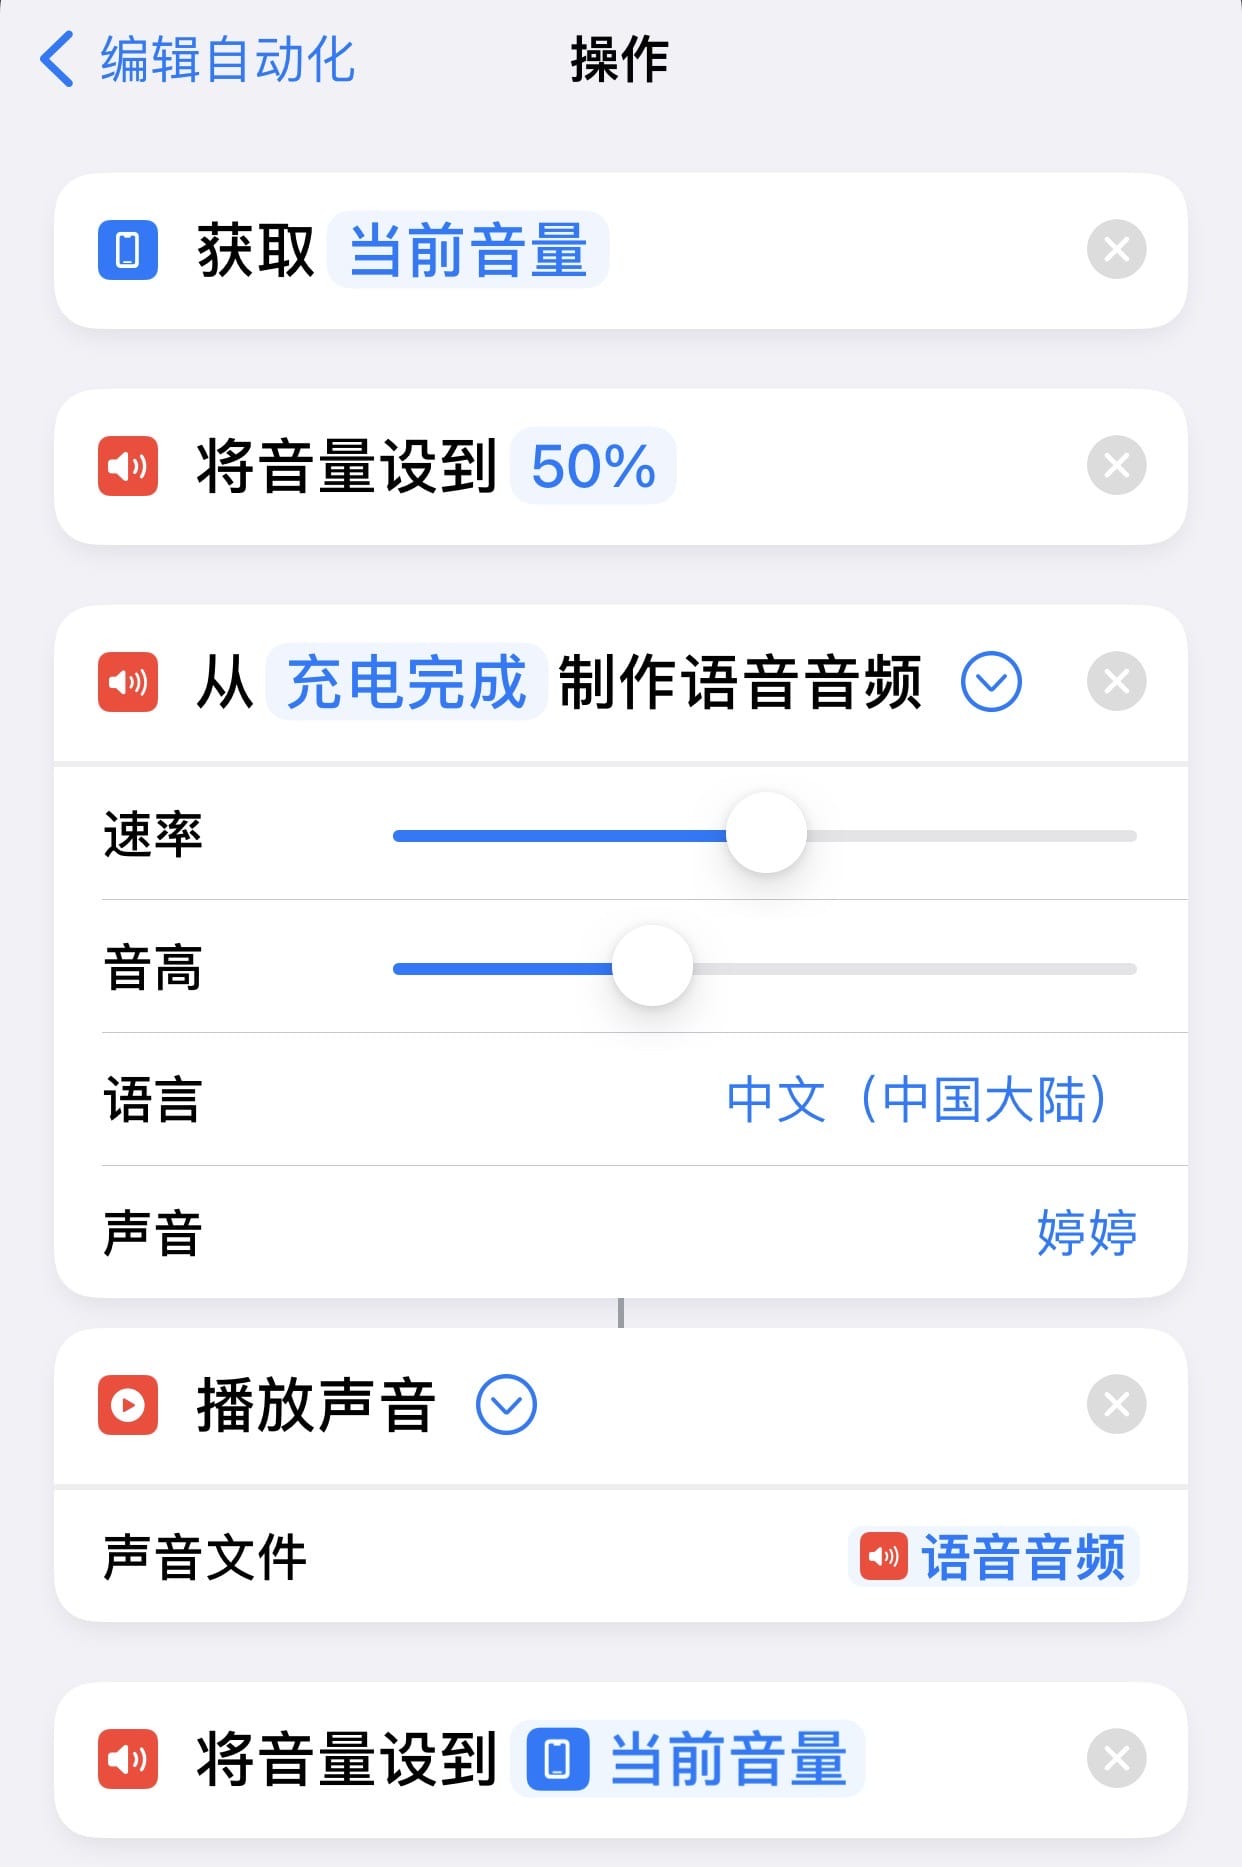 编辑自动化 操作
获取 当前音量
将音量设到 50%
从 充电完成 制作语音音频
速率
音高
语言 中文（中国大陆）
声音 婷婷
播放声音
声音文件 语音音频
将音量设到 当前音量